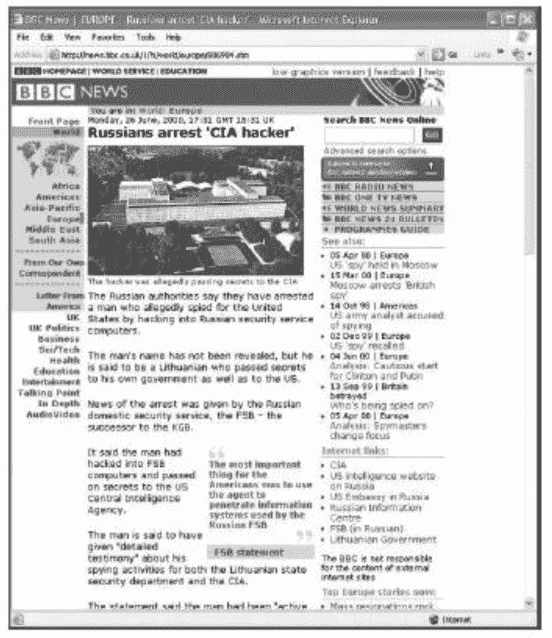 BBC News | EUROPE | Russians arrest 'CIA hacker' - Microsoft Internet Explorer
File Edit View Favorites Tools Help
Go
BBC HOMEPAGE | WORLD SERVICE | EDUCATION
low graphics version | feedback | help
BBC NEWS
You are in: World: Europe
Front Page
World
Africa
Americas
Asia-Pacific
Europe
Middle East
South Asia
From Our Own
Correspondent
Letter From
America
UK
UK Politics
Business
Sci/Tech
Health
Education
Entertainment
Talking Point
In Depth
AudioVideo
Monday, 26 June, 2000, 17:31 GMT 18:31 UK
Russians arrest 'CIA hacker'
The hacker was allegedly passing secrets to the CIA
The Russian authorities say they have arrested
a man who allegedly spied for the United
States by hacking into Russian security service
computers.
The man's name has not been revealed, but he
is said to be a Lithuanian who passed secrets
to his own government as well as to the US.
News of the arrest was given by the Russian
domestic security service, the FSB - the
successor to the KGB.
It said the man had
hacked into FSB
computers and passed
on secrets to the US
Central Intelligence
Agency.
The man is said to have
given "detailed
testimony" about his
spying activities for both the Lithuanian state
security department and the CIA.
The statement said the man had been "active
The most important
thing for the
Americans was to use
the agent to
penetrate information
systems used by the
Russian FSB
FSB statement
Search BBC News Online
GO
Advanced search options
BBC RADIO NEWS
BBC ONE TV NEWS
WORLD NEWS SUMMARY
BBC NEWS 24 BULLETIN
PROGRAMMES GUIDE
See also:
05 Apr 00 | Europe
US 'spy' held in Moscow
15 Mar 00 | Europe
Moscow arrests 'British
spy'
14 Oct 98 | Americas
US army analyst accused
of spying
02 Dec 99 | Europe
US 'spy' recalled
04 Jun 00 | Europe
Analysis: Cautious start
for Clinton and Putin
13 Sep 99 | Britain
betrayed
Who's being spied on?
05 Apr 00 | Europe
Analysis: Spymasters
change focus
Internet links:
CIA
US intelligence website
on Russia
US Embassy in Russia
Russian Information
Centre
FSB (in Russian)
Lithuanian Government
The BBC is not responsible
for the content of external
internet sites
Top Europe stories now:
Internet